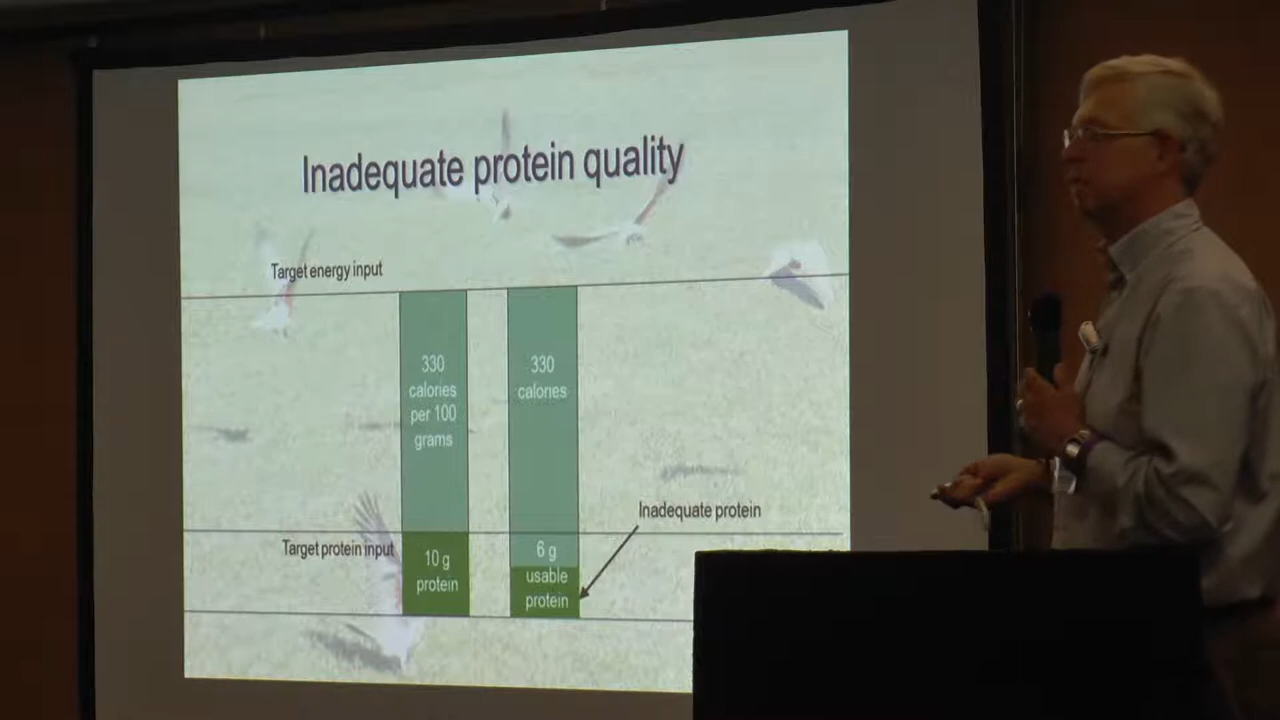 Inadequate protein quality
Target energy input
330
calories
per 100
grams
330
calories
Inadequate protein
Target protein input
10 g
protein
6 g
usable
protein